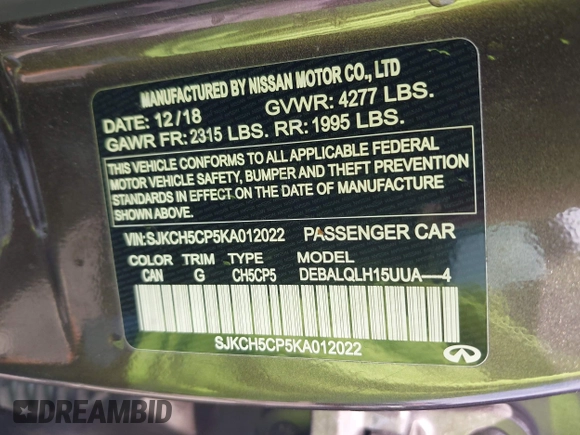 MANUFACTURED BY NISSAN MOTOR CO., LTD
DATE: 12/18 GVWR: 4277 LBS.
GAWR FR: 2315 LBS. RR: 1995 LBS.
THIS VEHICLE CONFORMS TO ALL APPLICABLE FEDERAL
MOTOR VEHICLE SAFETY, BUMPER AND THEFT PREVENTION
STANDARDS IN EFFECT ON THE DATE OF MANUFACTURE
SHOWN ABOVE.
VIN:SJKCH5CP5KA012022 PASSENGER CAR
COLOR TRIM TYPE MODEL
CAN G CH5CP5 DEBALQLH15UUA—4
SJKCH5CP5KA012022
DREAMBID